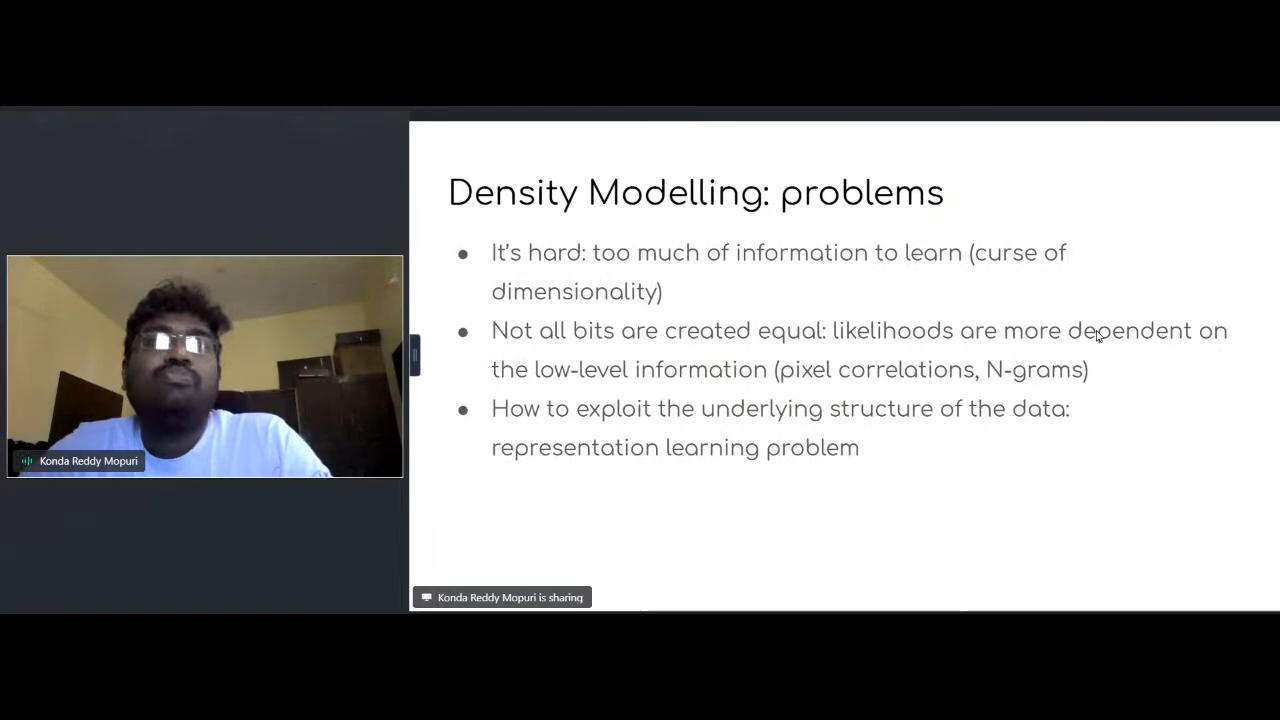 Density Modelling: problems
● It's hard: too much of information to learn (curse of
dimensionality)
● Not all bits are created equal: likelihoods are more dependent on
the low-level information (pixel correlations, N-grams)
● How to exploit the underlying structure of the data:
representation learning problem
Konda Reddy Mopuri
Konda Reddy Mopuri is sharing